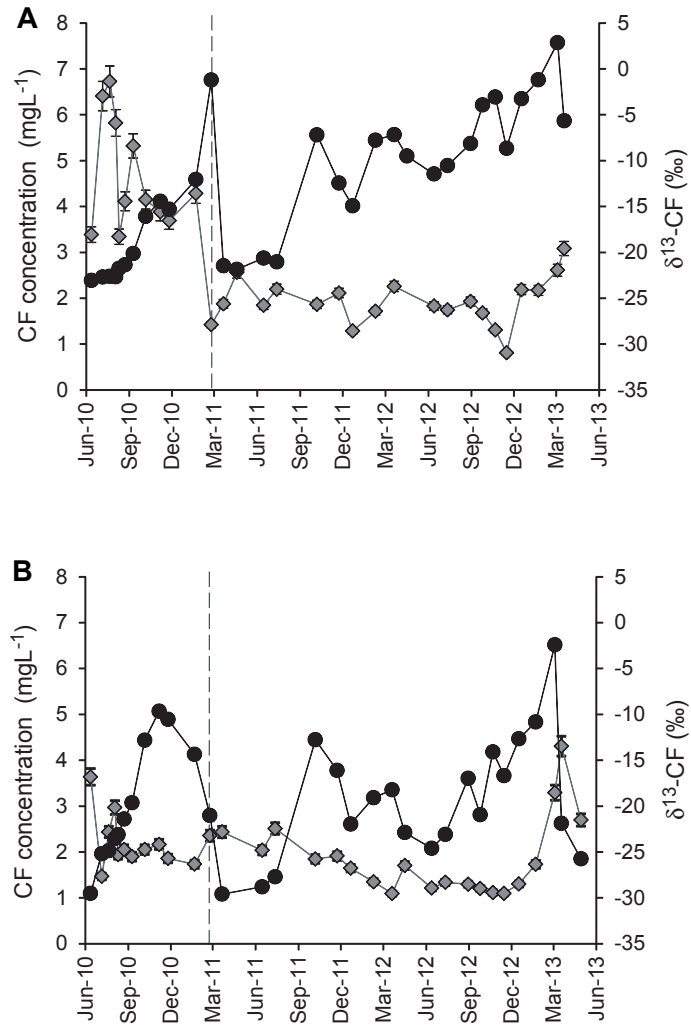 A
CF concentration (mgL⁻¹)
8
7
6
5
4
3
2
1
0
5
0
-5
-10
-15
-20
-25
-30
-35
δ¹³-CF (‰)
Jun-10
Sep-10
Dec-10
Mar-11
Jun-11
Sep-11
Dec-11
Mar-12
Jun-12
Sep-12
Dec-12
Mar-13
Jun-13
B
CF concentration (mgL⁻¹)
8
7
6
5
4
3
2
1
0
5
0
-5
-10
-15
-20
-25
-30
-35
δ¹³-CF (‰)
Jun-10
Sep-10
Dec-10
Mar-11
Jun-11
Sep-11
Dec-11
Mar-12
Jun-12
Sep-12
Dec-12
Mar-13
Jun-13